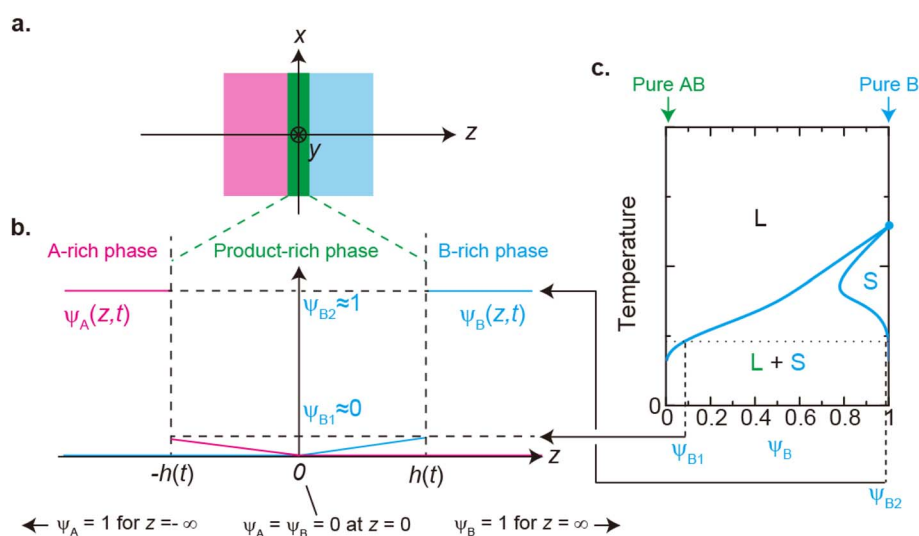 a.
x
z
y
b.
A-rich phase
Product-rich phase
B-rich phase
ψA(z,t)
ψB2≈1
ψB(z,t)
ψB1≈0
z
-h(t)
0
h(t)
ψA = 1 for z =- ∞
ψA = ψB = 0 at z = 0
ψB = 1 for z = ∞
c.
Pure AB
Pure B
Temperature
L
S
L + S
0
0 0.2 0.4 0.6 0.8 1
ψB1
ψB
ψB2